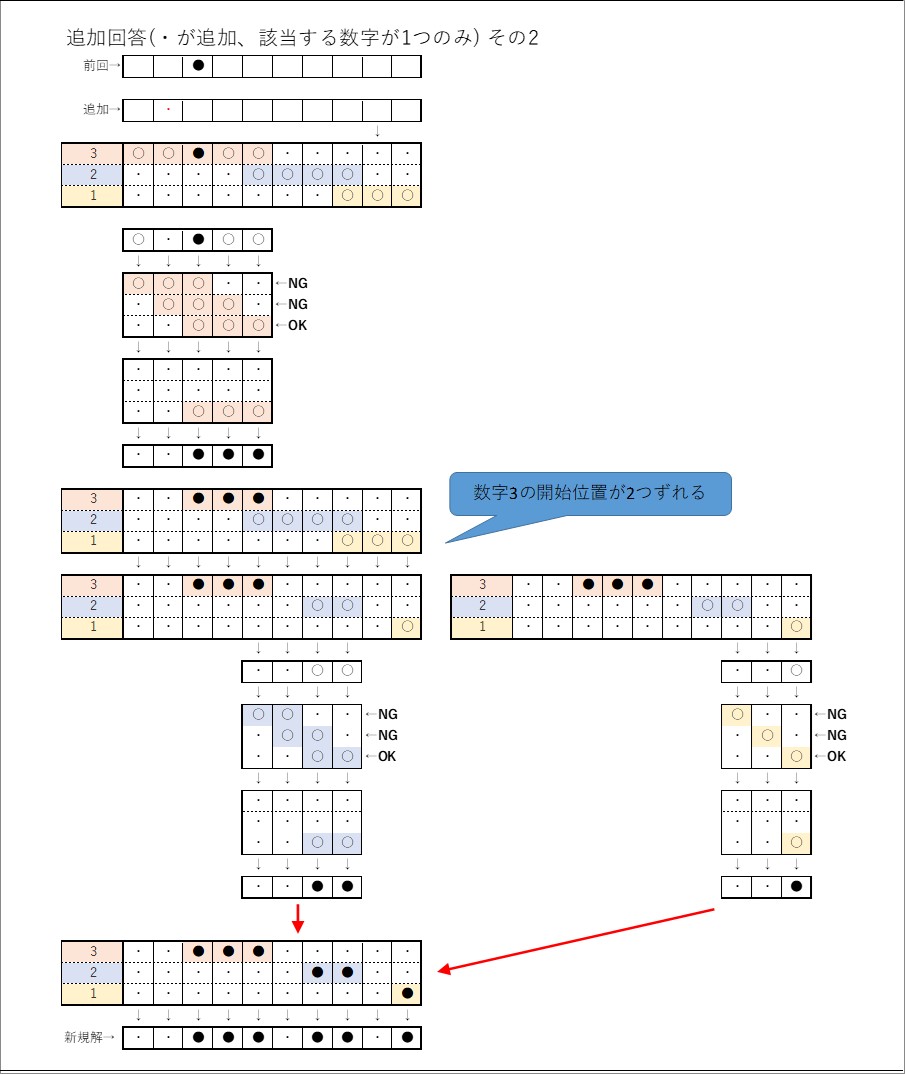 追加回答(・が追加、該当する数字が1つのみ) その2
前回→ ●
追加→ ・
↓
3 ○ ○ ● ○ ○ ・ ・ ・ ・ ・
2 ・ ・ ・ ・ ○ ○ ○ ○ ・ ・
1 ・ ・ ・ ・ ・ ・ ・ ○ ○ ○
○ ・ ● ○ ○
↓ ↓ ↓ ↓ ↓
○ ○ ○ ・ ・ ←NG
・ ○ ○ ○ ・ ←NG
・ ・ ○ ○ ○ ←OK
↓ ↓ ↓ ↓ ↓
・ ・ ・ ・ ・
・ ・ ・ ・ ・
・ ・ ○ ○ ○
↓ ↓ ↓ ↓ ↓
・ ・ ● ● ●
数字3の開始位置が2つずれる
3 ・ ・ ● ● ● ・ ・ ・ ・ ・
2 ・ ・ ・ ・ ○ ○ ○ ○ ・ ・
1 ・ ・ ・ ・ ・ ・ ・ ○ ○ ○
↓ ↓ ↓ ↓ ↓ ↓ ↓ ↓ ↓ ↓
3 ・ ・ ● ● ● ・ ・ ・ ・ ・
2 ・ ・ ・ ・ ・ ・ ○ ○ ・ ・
1 ・ ・ ・ ・ ・ ・ ・ ・ ・ ○
↓ ↓ ↓ ↓
・ ・ ○ ○
↓ ↓ ↓ ↓
○ ○ ・ ・ ←NG
・ ○ ○ ・ ←NG
・ ・ ○ ○ ←OK
↓ ↓ ↓ ↓
・ ・ ・ ・
・ ・ ・ ・
・ ・ ○ ○
↓ ↓ ↓ ↓
・ ・ ● ●
3 ・ ・ ● ● ● ・ ・ ・ ・ ・
2 ・ ・ ・ ・ ・ ・ ○ ○ ・ ・
1 ・ ・ ・ ・ ・ ・ ・ ・ ・ ○
↓ ↓ ↓
・ ・ ○
↓ ↓ ↓
○ ・ ・ ←NG
・ ○ ・ ←NG
・ ・ ○ ←OK
↓ ↓ ↓
・ ・ ・
・ ・ ・
・ ・ ○
↓ ↓ ↓
・ ・ ●
3 ・ ・ ● ● ● ・ ・ ・ ・ ・
2 ・ ・ ・ ・ ・ ・ ● ● ・ ・
1 ・ ・ ・ ・ ・ ・ ・ ・ ・ ●
↓ ↓ ↓ ↓ ↓ ↓ ↓ ↓ ↓ ↓
新規解→ ・ ・ ● ● ● ・ ● ● ・ ●